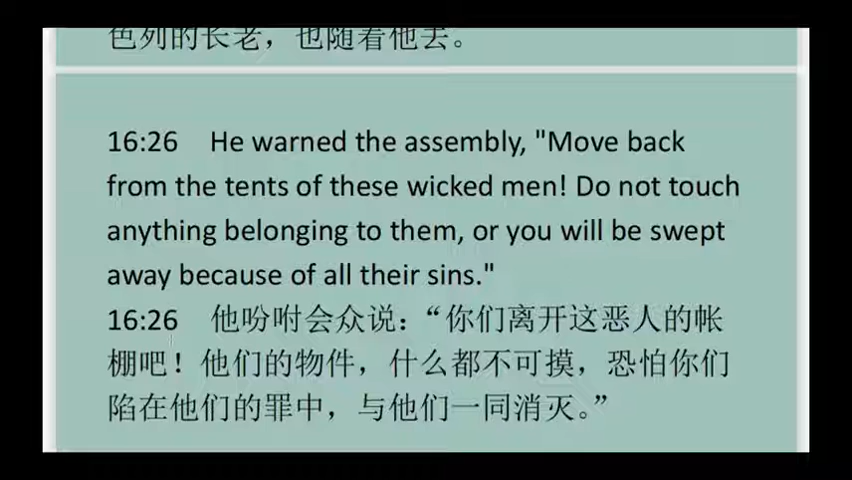 色列的长老，也随着他去。
16:26 He warned the assembly, "Move back
from the tents of these wicked men! Do not touch
anything belonging to them, or you will be swept
away because of all their sins."
16:26 他吩咐会众说：“你们离开这恶人的帐
棚吧！他们的物件，什么都不可摸，恐怕你们
陷在他们的罪中，与他们一同消灭。”